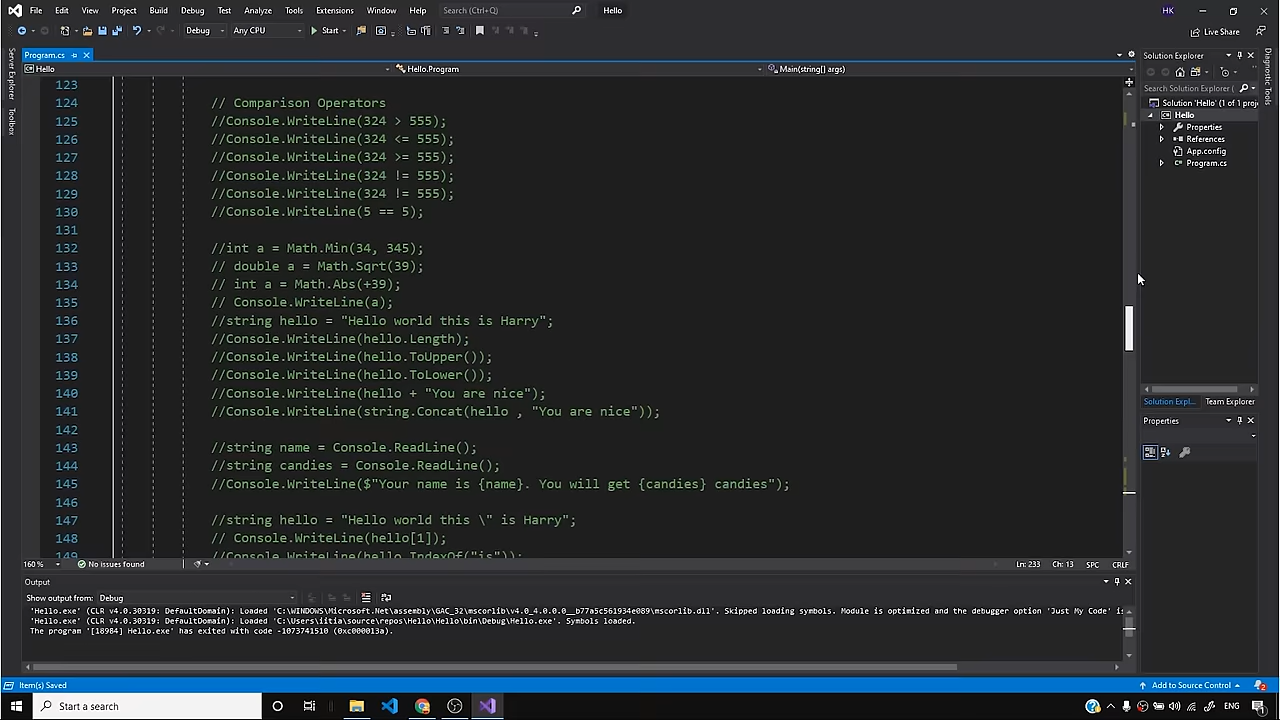 File Edit View Project Build Debug Test Analyze Tools Extensions Window Help Search (Ctrl+Q) Hello HK
Debug Any CPU Start Live Share
Program.cs
Hello Hello.Program Main(string[] args)
Server Explorer
Toolbox
123
124 // Comparison Operators
125 //Console.WriteLine(324 > 555);
126 //Console.WriteLine(324 <= 555);
127 //Console.WriteLine(324 >= 555);
128 //Console.WriteLine(324 != 555);
129 //Console.WriteLine(324 != 555);
130 //Console.WriteLine(5 == 5);
131
132 //int a = Math.Min(34, 345);
133 // double a = Math.Sqrt(39);
134 // int a = Math.Abs(+39);
135 // Console.WriteLine(a);
136 //string hello = "Hello world this is Harry";
137 //Console.WriteLine(hello.Length);
138 //Console.WriteLine(hello.ToUpper());
139 //Console.WriteLine(hello.ToLower());
140 //Console.WriteLine(hello + "You are nice");
141 //Console.WriteLine(string.Concat(hello , "You are nice"));
142
143 //string name = Console.ReadLine();
144 //string candies = Console.ReadLine();
145 //Console.WriteLine($"Your name is {name}. You will get {candies} candies");
146
147 //string hello = "Hello world this \" is Harry";
148 // Console.WriteLine(hello[1]);
149 //Console.WriteLine(hello.IndexOf("is"));
160 % No issues found Ln: 233 Ch: 13 SPC CRLF
Solution Explorer
Search Solution Explorer (
Solution 'Hello' (1 of 1 proje
Hello
Properties
References
App.config
Program.cs
Solution Expl... Team Explorer
Properties
Diagnostic Tools
Output
Show output from: Debug
'Hello.exe' (CLR v4.0.30319: DefaultDomain): Loaded 'C:\WINDOWS\Microsoft.Net\assembly\GAC_32\mscorlib\v4.0_4.0.0.0__b77a5c561934e089\mscorlib.dll'. Skipped loading symbols. Module is optimized and the debugger option 'Just My Code' is
'Hello.exe' (CLR v4.0.30319: DefaultDomain): Loaded 'C:\Users\iitia\source\repos\Hello\Hello\bin\Debug\Hello.exe'. Symbols loaded.
The program '[18984] Hello.exe' has exited with code -1073741510 (0xc000013a).
Item(s) Saved Add to Source Control 2
Start a search ENG